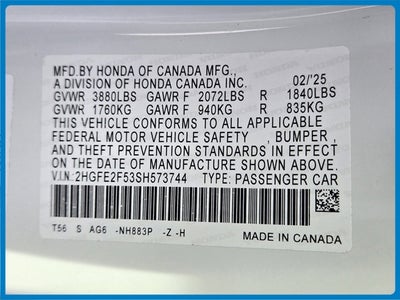 MFD.BY HONDA OF CANADA MFG.,
A DIVISION OF HONDA CANADA INC. 02/'25
GVWR 3880LBS GAWR F 2072LBS R 1840LBS
GVWR 1760KG GAWR F 940KG R 835KG
THIS VEHICLE CONFORMS TO ALL APPLICABLE
FEDERAL MOTOR VEHICLE SAFETY , BUMPER ,
AND THEFT PREVENTION STANDARDS IN EFFECT
ON THE DATE OF MANUFACTURE SHOWN ABOVE.
V.I.N: 2HGFE2F53SH573744 TYPE: PASSENGER CAR
T56 S AG6 -NH883P -Z -H
MADE IN CANADA